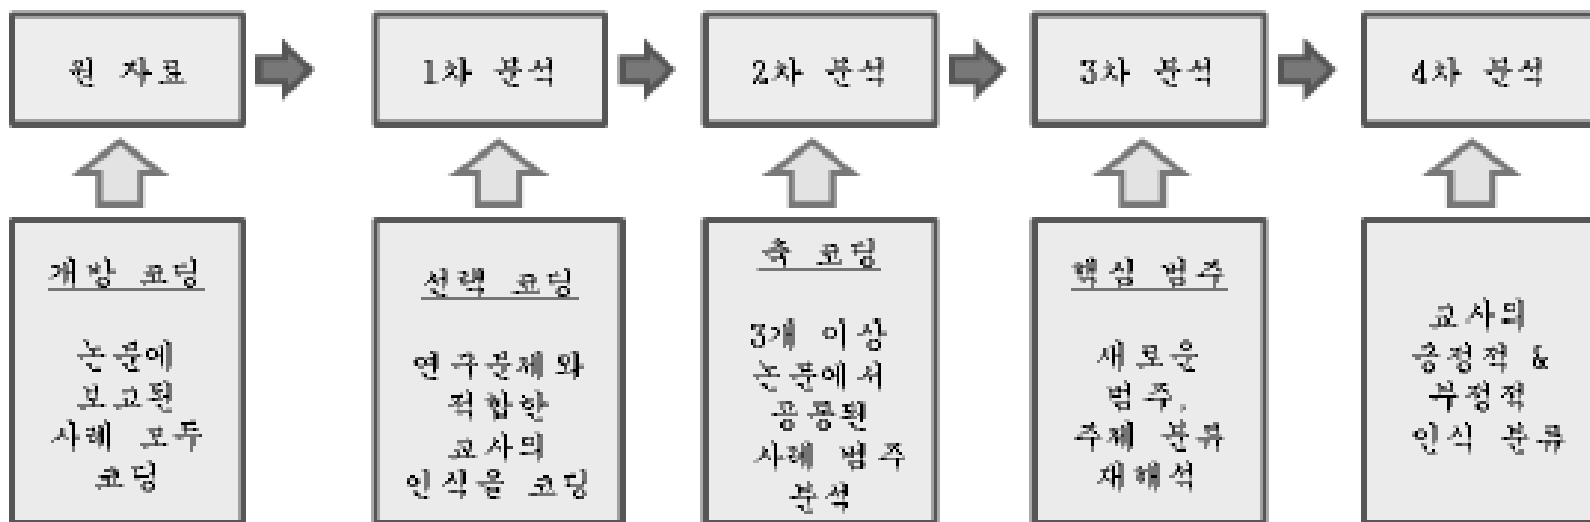 원 자료
1차 분석
2차 분석
3차 분석
4차 분석
개방 코딩
논문에
보고된
사례 모두
코딩
선택 코딩
연구문제와
적합한
교사의
인식을 코딩
축 코딩
3개 이상
논문에서
공통된
사례 범주
분석
핵심 범주
새로운
범주,
주제 분류
재해석
교사의
긍정적 &
부정적
인식 분류